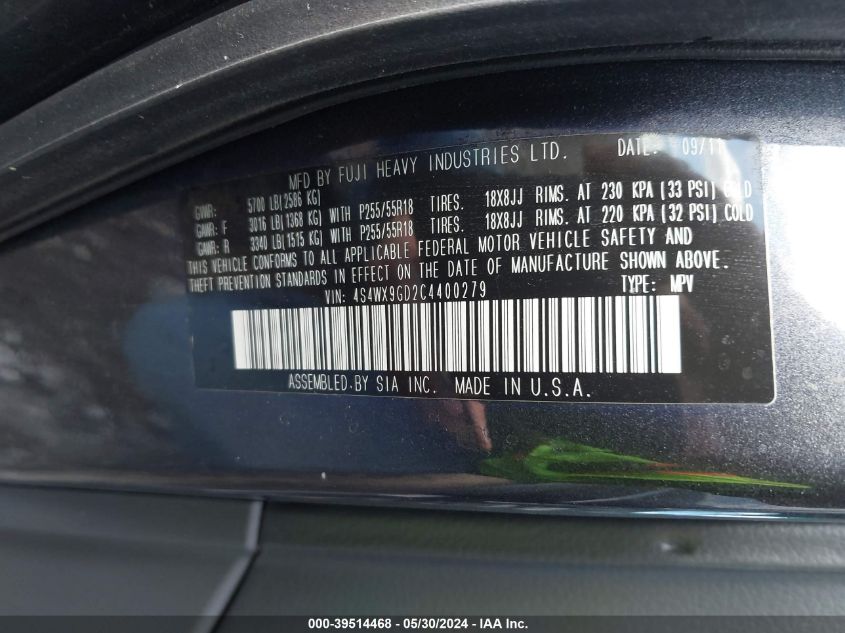 MFD BY FUJI HEAVY INDUSTRIES LTD. DATE: 09/11
GVWR: 5700 LB(2586 KG)
GAWR: F 3016 LB(1368 KG) WITH P255/55R18 TIRES. 18X8JJ RIMS. AT 230 KPA (33 PSI) COLD
GAWR: R 3340 LB(1515 KG) WITH P255/55R18 TIRES. 18X8JJ RIMS. AT 220 KPA (32 PSI) COLD
THIS VEHICLE CONFORMS TO ALL APPLICABLE FEDERAL MOTOR VEHICLE SAFETY AND
THEFT PREVENTION STANDARDS IN EFFECT ON THE DATE OF MANUFACTURE SHOWN ABOVE.
VIN: 4S4WX9GD2C4400279 TYPE: MPV
ASSEMBLED BY SIA INC. MADE IN U.S.A.
000-39514468 - 05/30/2024 - IAA Inc.